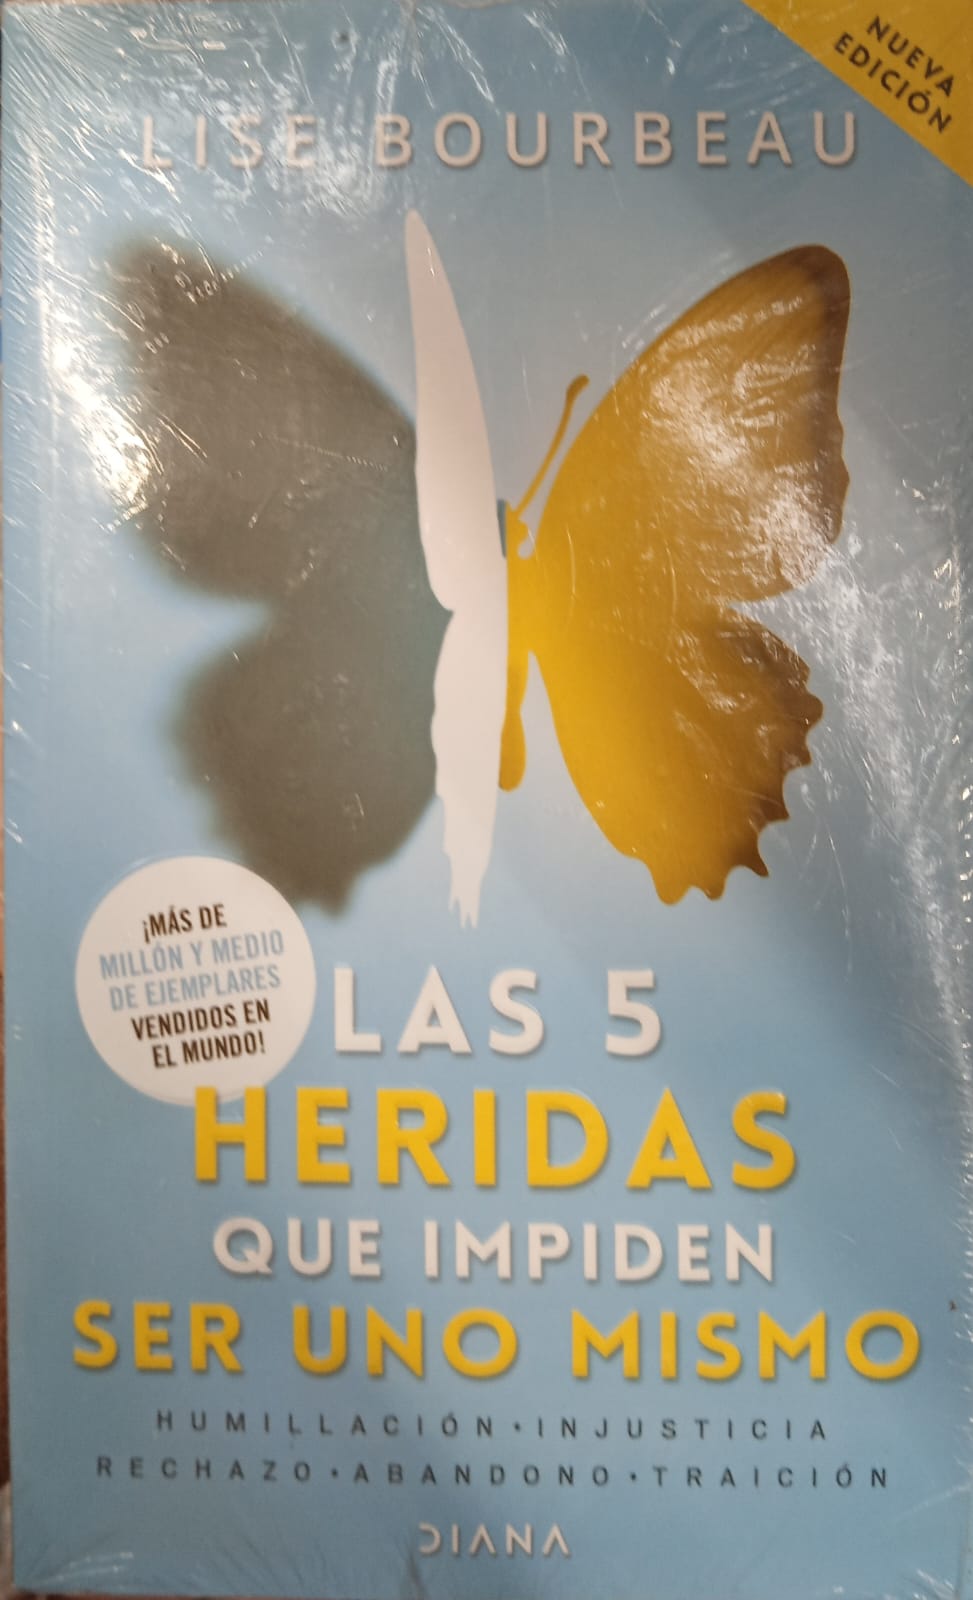 NUEVA
EDICIÓN
LISE BOURBEAU
¡MÁS DE
MILLÓN Y MEDIO
DE EJEMPLARES
VENDIDOS EN
EL MUNDO!
LAS 5
HERIDAS
QUE IMPIDEN
SER UNO MISMO
HUMILLACIÓN · INJUSTICIA
RECHAZO · ABANDONO · TRAICIÓN
DIANA